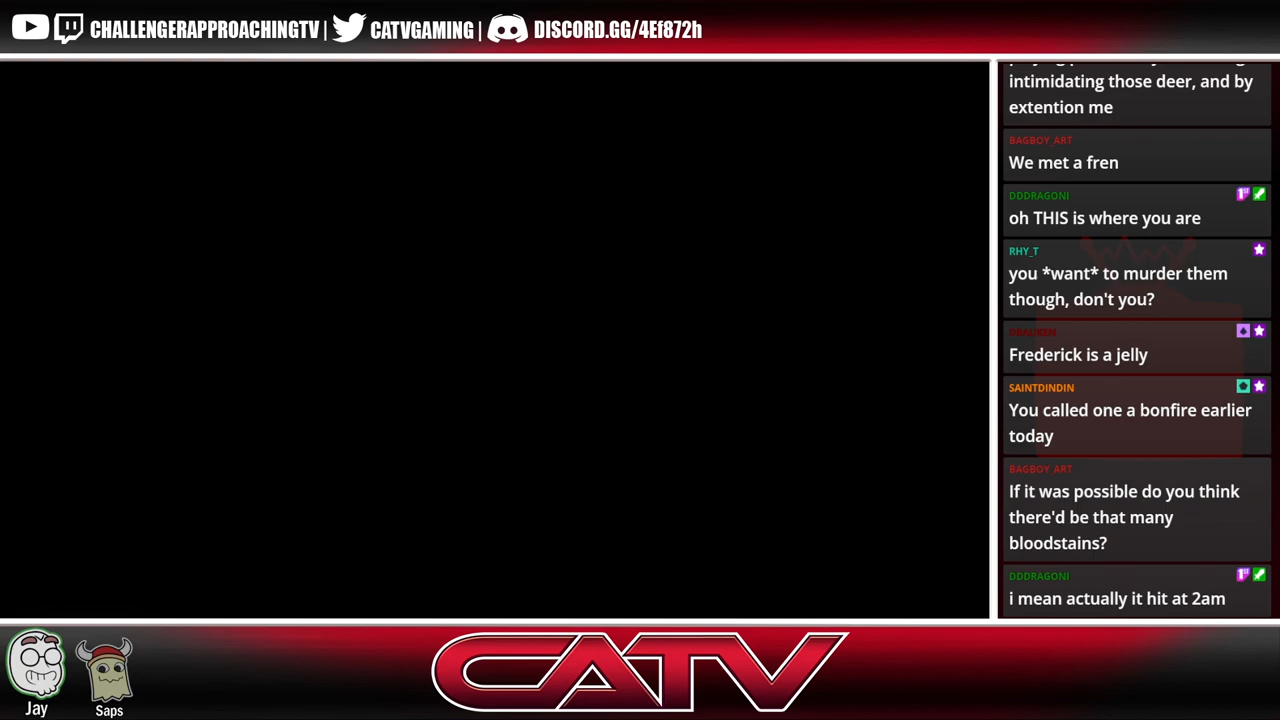 CHALLENGERAPPROACHINGTV | CATVGAMING | DISCORD.GG/4Ef872h
intimidating those deer, and by
extention me
BAGBOY_ART
We met a fren
DDDRAGONI
oh THIS is where you are
RHY_T
you *want* to murder them
though, don't you?
DRAUKEN
Frederick is a jelly
SAINTDINDIN
You called one a bonfire earlier
today
BAGBOY_ART
If it was possible do you think
there'd be that many
bloodstains?
DDDRAGONI
i mean actually it hit at 2am
CATV
Jay
Saps